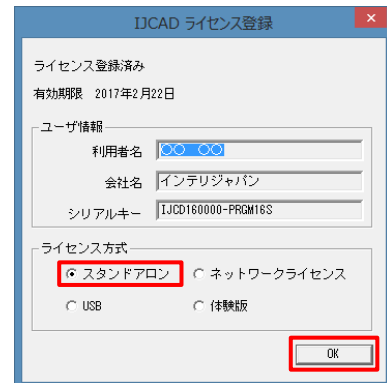 IJCAD ライセンス登録
ライセンス登録済み
有効期限 2017年2月22日
ユーザ情報
利用者名 ○○ ○○
会社名 インテリジャパン
シリアルキー IJCD160000-PRGM16S
ライセンス方式
スタンドアロン ネットワークライセンス
USB 体験版
OK